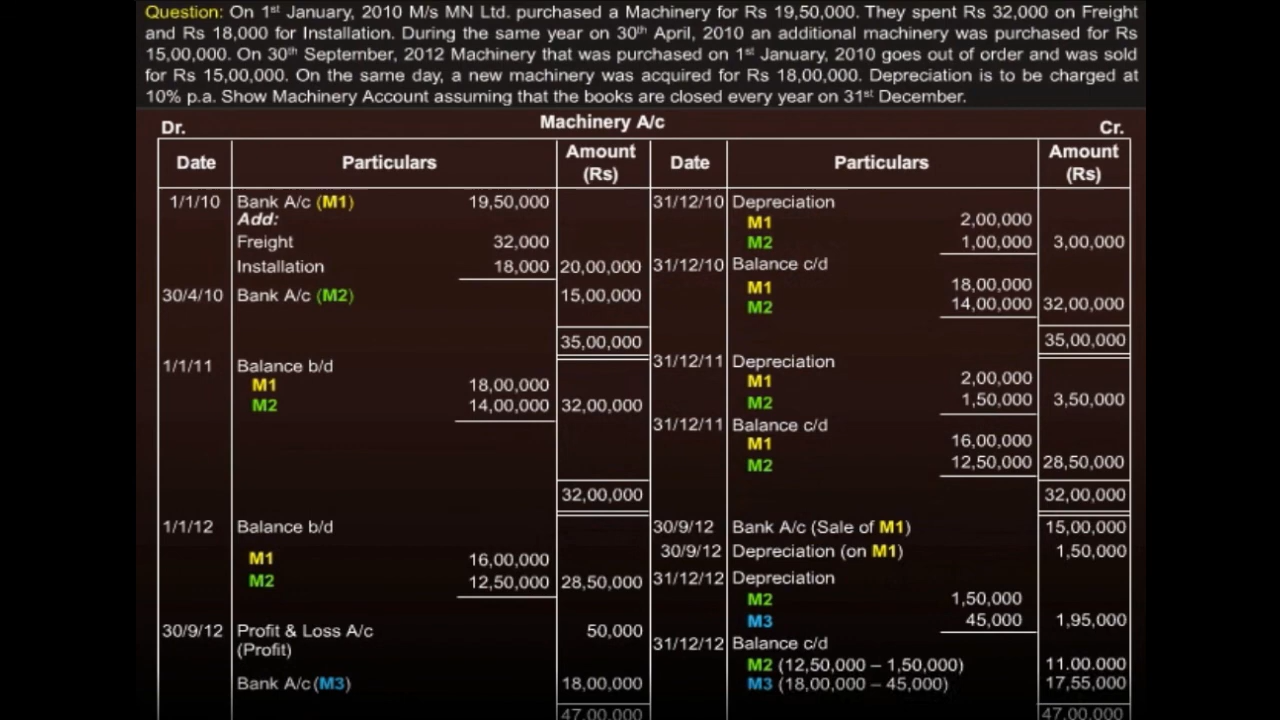 Question: On 1st January, 2010 M/s MN Ltd. purchased a Machinery for Rs 19,50,000. They spent Rs 32,000 on Freight
and Rs 18,000 for Installation. During the same year on 30th April, 2010 an additional machinery was purchased for Rs
15,00,000. On 30th September, 2012 Machinery that was purchased on 1st January, 2010 goes out of order and was sold
for Rs 15,00,000. On the same day, a new machinery was acquired for Rs 18,00,000. Depreciation is to be charged at
10% p.a. Show Machinery Account assuming that the books are closed every year on 31st December.
Dr. Machinery A/c Cr.
Date Particulars Amount (Rs) Date Particulars Amount (Rs)
1/1/10 Bank A/c (M1) 19,50,000 31/12/10 Depreciation
Add: M1 2,00,000
Freight 32,000 M2 1,00,000 3,00,000
Installation 18,000 20,00,000 31/12/10 Balance c/d
30/4/10 Bank A/c (M2) 15,00,000 M1 18,00,000
M2 14,00,000 32,00,000
35,00,000 35,00,000
1/1/11 Balance b/d 31/12/11 Depreciation
M1 18,00,000 M1 2,00,000
M2 14,00,000 32,00,000 M2 1,50,000 3,50,000
31/12/11 Balance c/d
M1 16,00,000
M2 12,50,000 28,50,000
32,00,000 32,00,000
1/1/12 Balance b/d 30/9/12 Bank A/c (Sale of M1) 15,00,000
M1 16,00,000 30/9/12 Depreciation (on M1) 1,50,000
M2 12,50,000 28,50,000 31/12/12 Depreciation
M2 1,50,000
30/9/12 Profit & Loss A/c 50,000 M3 45,000 1,95,000
(Profit) 31/12/12 Balance c/d
M2 (12,50,000 – 1,50,000) 11.00.000
Bank A/c (M3) 18,00,000 M3 (18,00,000 – 45,000) 17,55,000
47,00,000 47,00,000